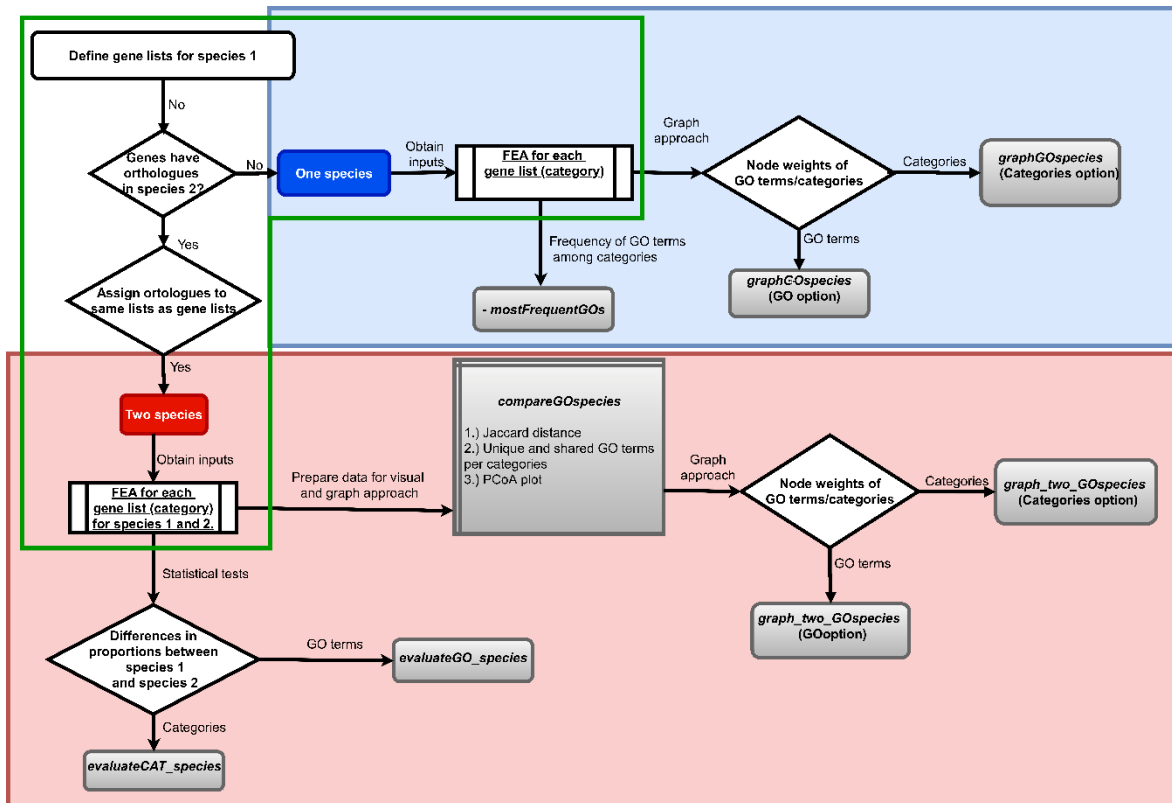 Define gene lists for species 1
No
Genes have
orthologues
in species 2?
No
One species
Obtain
inputs
FEA for each
gene list (category)
Graph
approach
Node weights of
GO terms/categories
Categories
graphGOspecies
(Categories option)
GO terms
graphGOspecies
(GO option)
Frequency of GO terms
among categories
- mostFrequentGOs
Yes
Assign ortologues to
same lists as gene lists
Yes
Two species
Obtain inputs
FEA for each
gene list (category)
for species 1 and 2.
Prepare data for visual
and graph approach
compareGOspecies
1.) Jaccard distance
2.) Unique and shared GO terms
per categories
3.) PCoA plot
Graph
approach
Node weights of
GO terms/categories
Categories
graph_two_GOspecies
(Categories option)
GO terms
graph_two_GOspecies
(GOoption)
Statistical tests
Differences in
proportions between
species 1
and species 2
GO terms
evaluateGO_species
Categories
evaluateCAT_species